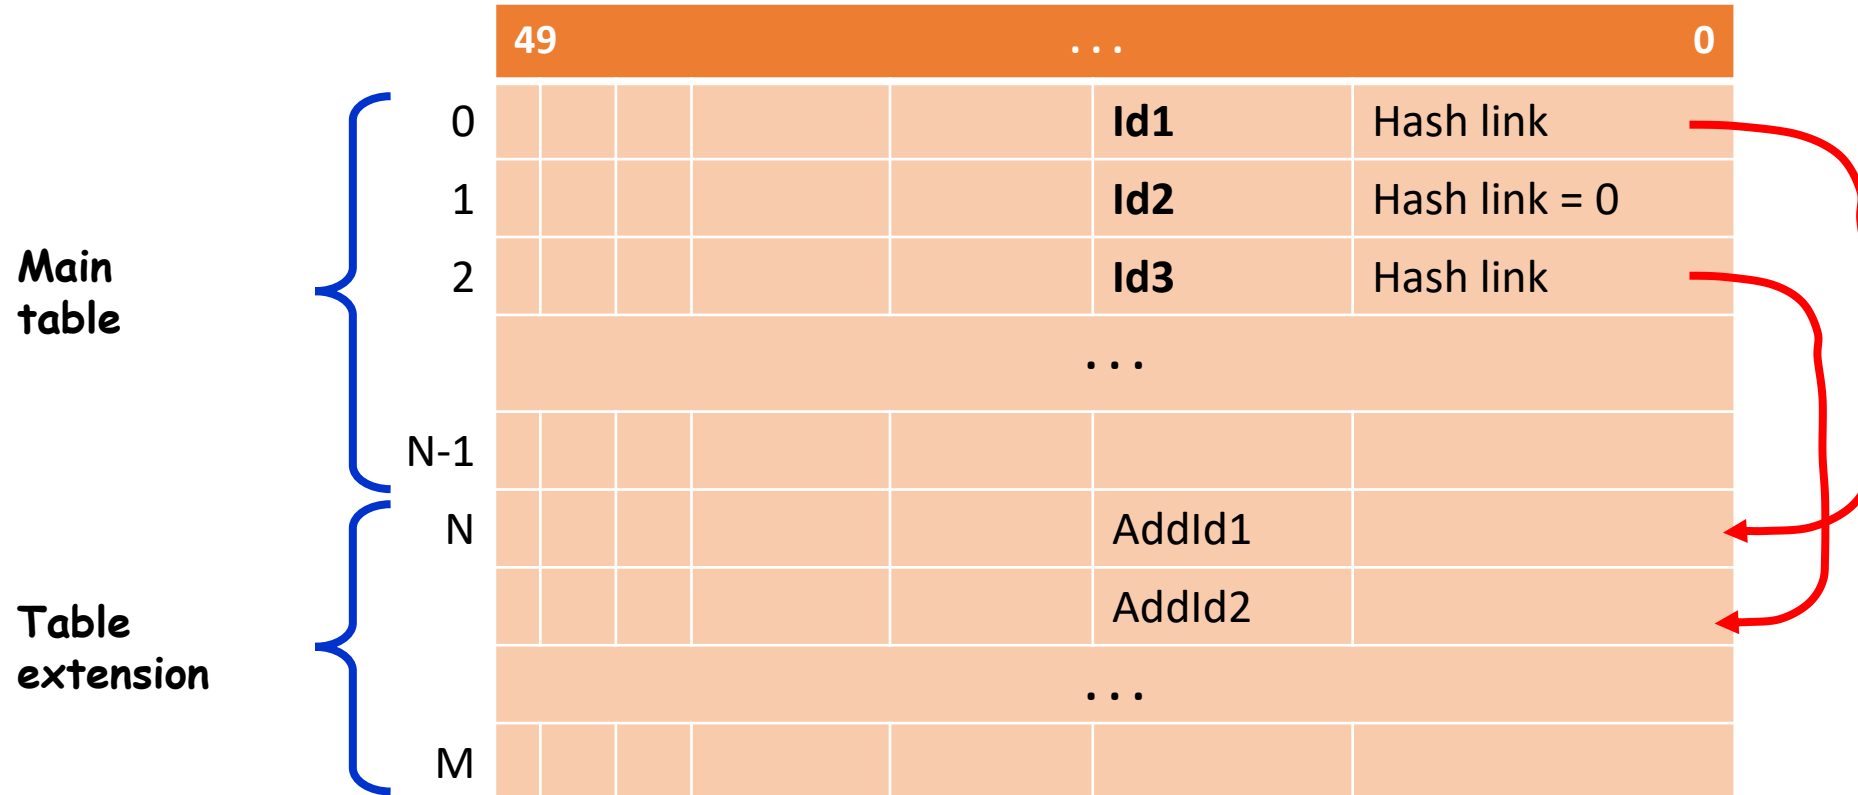 49 . . . 0
0 Id1 Hash link
1 Id2 Hash link = 0
Main
table
2 Id3 Hash link
. . .
N-1
N AddId1
AddId2
Table
extension
. . .
M